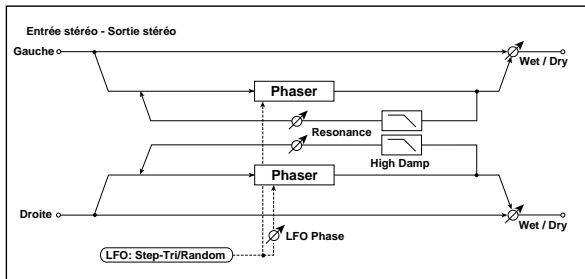 Entrée stéréo - Sortie stéréo
Gauche
Wet / Dry
Phaser
Resonance
High Damp
Phaser
Droite
Wet / Dry
LFO Phase
LFO: Step-Tri/Random